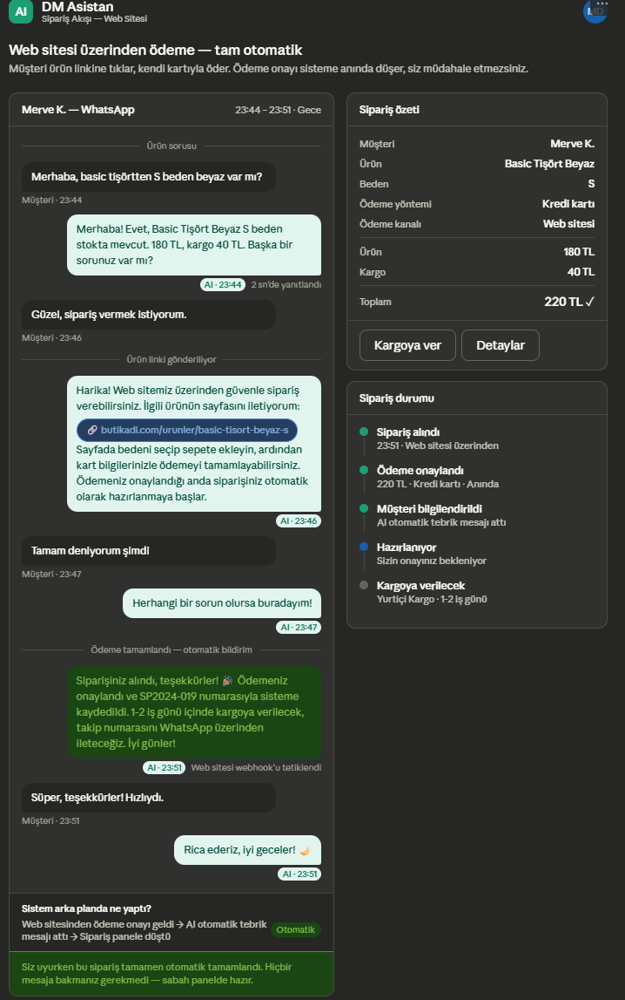 AI
DM Asistan
Sipariş Akışı — Web Sitesi
MD
Web sitesi üzerinden ödeme — tam otomatik
Müşteri ürün linkine tıklar, kendi kartıyla öder. Ödeme onayı sisteme anında düşer, siz müdahale etmezsiniz.
Merve K. — WhatsApp
23:44 – 23:51 · Gece
Ürün sorusu
Merhaba, basic tişörtten S beden beyaz var mı?
Müşteri · 23:44
Merhaba! Evet, Basic Tişört Beyaz S beden
stokta mevcut. 180 TL, kargo 40 TL. Başka bir
sorunuz var mı?
AI · 23:44 2 sn'de yanıtlandı
Güzel, sipariş vermek istiyorum.
Müşteri · 23:46
Ürün linki gönderiliyor
Harika! Web sitemiz üzerinden güvenle sipariş
verebilirsiniz. İlgili ürünün sayfasını iletiyorum:
🔗 butikadi.com/urunler/basic-tisort-beyaz-s
Sayfada bedeni seçip sepete ekleyin, ardından
kart bilgilerinizle ödemeyi tamamlayabilirsiniz.
Ödemeniz onaylandığı anda siparişiniz otomatik
olarak hazırlanmaya başlar.
AI · 23:46
Tamam deniyorum şimdi
Müşteri · 23:47
Herhangi bir sorun olursa buradayım!
AI · 23:47
Ödeme tamamlandı — otomatik bildirim
Siparişiniz alındı, teşekkürler! 🎉 Ödemeniz
onaylandı ve SP2024-019 numarasıyla sisteme
kaydedildi. 1-2 iş günü içinde kargoya verilecek,
takip numarasını WhatsApp üzerinden
ileteceğiz. İyi günler!
AI · 23:51 Web sitesi webhook'u tetiklendi
Süper, teşekkürler! Hızlıydı.
Müşteri · 23:51
Rica ederiz, iyi geceler! 🌙
AI · 23:51
Sistem arka planda ne yaptı?
Web sitesinden ödeme onayı geldi → AI otomatik tebrik
mesajı attı → Sipariş panele düştü
Otomatik
Siz uyurken bu sipariş tamamen otomatik tamamlandı. Hiçbir
mesaja bakmanız gerekmedi — sabah panelde hazır.
Sipariş özeti
Müşteri Merve K.
Ürün Basic Tişört Beyaz
Beden S
Ödeme yöntemi Kredi kartı
Ödeme kanalı Web sitesi
Ürün 180 TL
Kargo 40 TL
Toplam 220 TL ✓
Kargoya ver
Detaylar
Sipariş durumu
Sipariş alındı
23:51 · Web sitesi üzerinden
Ödeme onaylandı
220 TL · Kredi kartı · Anında
Müşteri bilgilendirildi
AI otomatik tebrik mesajı attı
Hazırlanıyor
Sizin onayınız bekleniyor
Kargoya verilecek
Yurtiçi Kargo · 1-2 iş günü